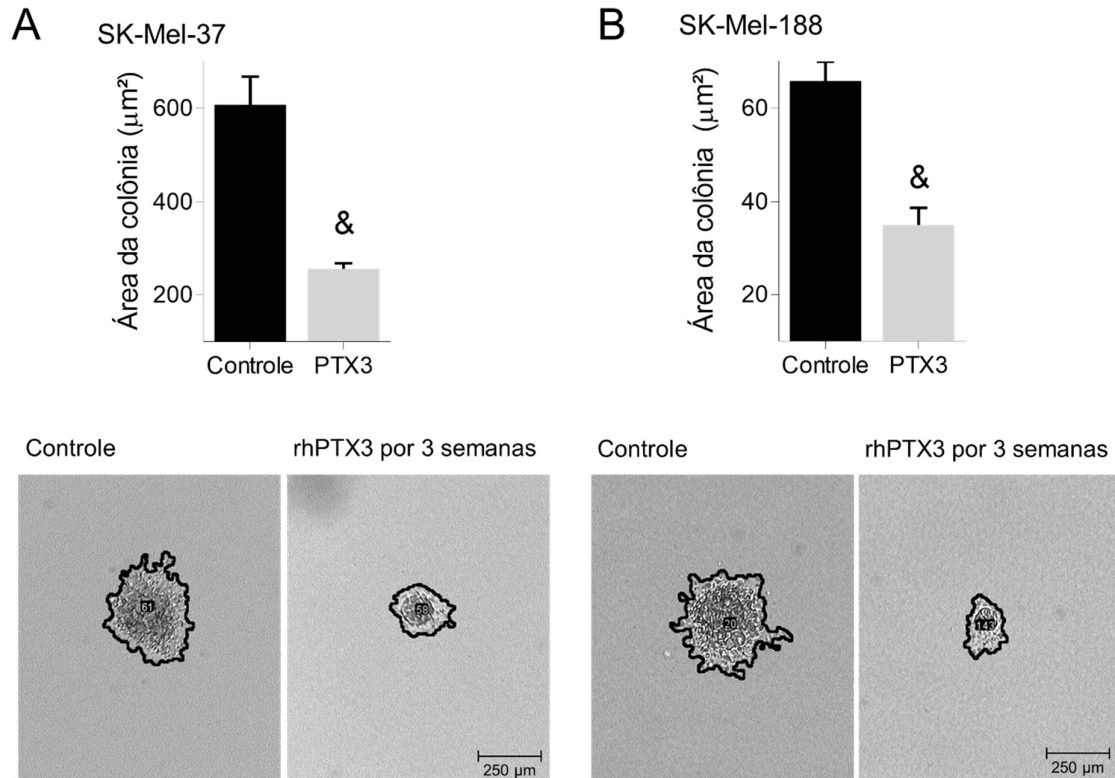 A
SK-Mel-37
Área da colônia (μm²)
600
400
200
&
Controle
PTX3
B
SK-Mel-188
Área da colônia (μm²)
60
40
20
&
Controle
PTX3
Controle
rhPTX3 por 3 semanas
61
58
250 μm
Controle
rhPTX3 por 3 semanas
20
143
250 μm